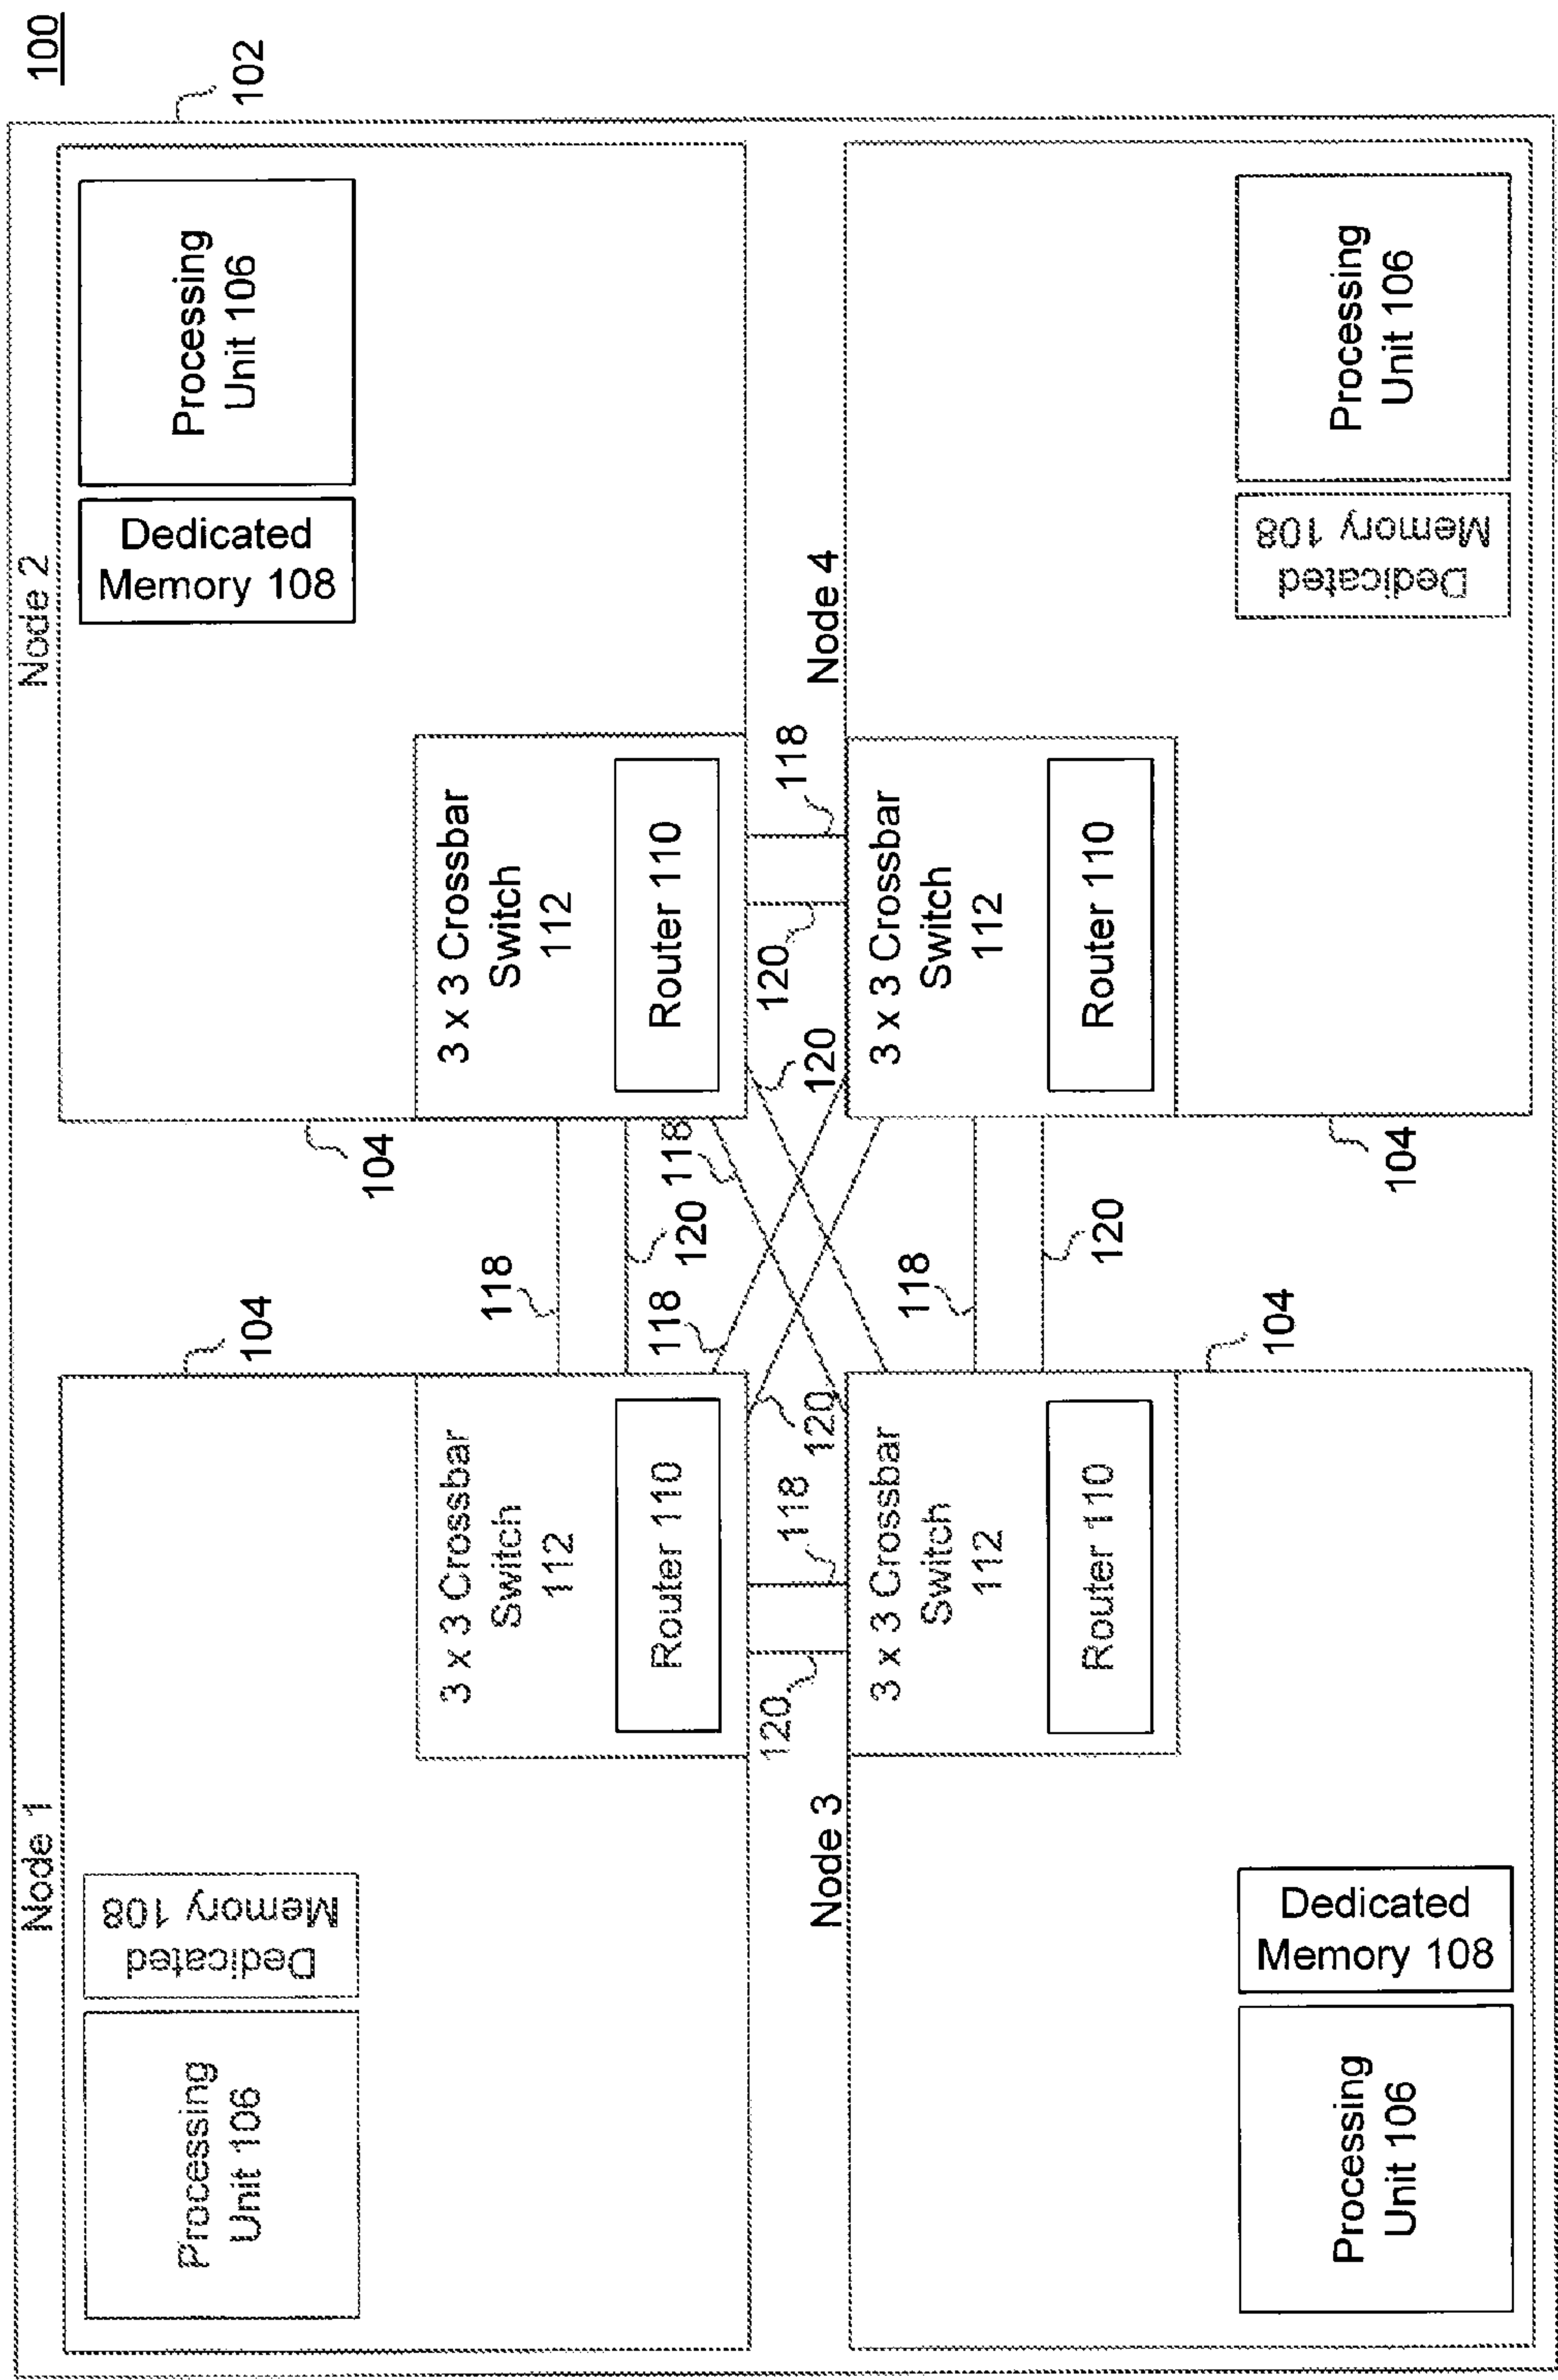 100
102
Node 1
Node 2
104
104
Processing
Unit 106
Dedicated
Memory 108
Dedicated
Memory 108
Processing
Unit 106
3 x 3 Crossbar
Switch
112
Router 110
118
120
3 x 3 Crossbar
Switch
112
Router 110
118
118
120
120
120
118
120
118
Node 3
Node 4
3 x 3 Crossbar
Switch
112
Router 110
118
120
3 x 3 Crossbar
Switch
112
Router 110
104
104
Processing
Unit 106
Dedicated
Memory 108
Dedicated
Memory 108
Processing
Unit 106